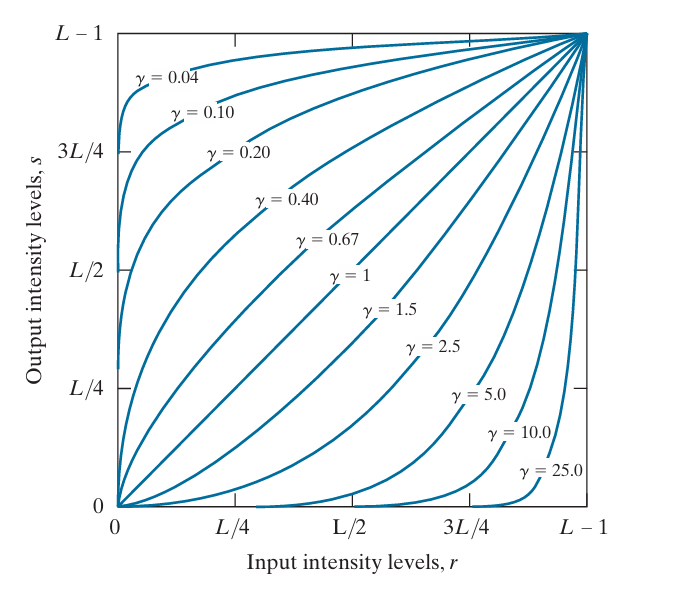 L – 1
3L/4
L/2
L/4
0
Output intensity levels, s
γ = 0.04
γ = 0.10
γ = 0.20
γ = 0.40
γ = 0.67
γ = 1
γ = 1.5
γ = 2.5
γ = 5.0
γ = 10.0
γ = 25.0
0 L/4 L/2 3L/4 L – 1
Input intensity levels, r